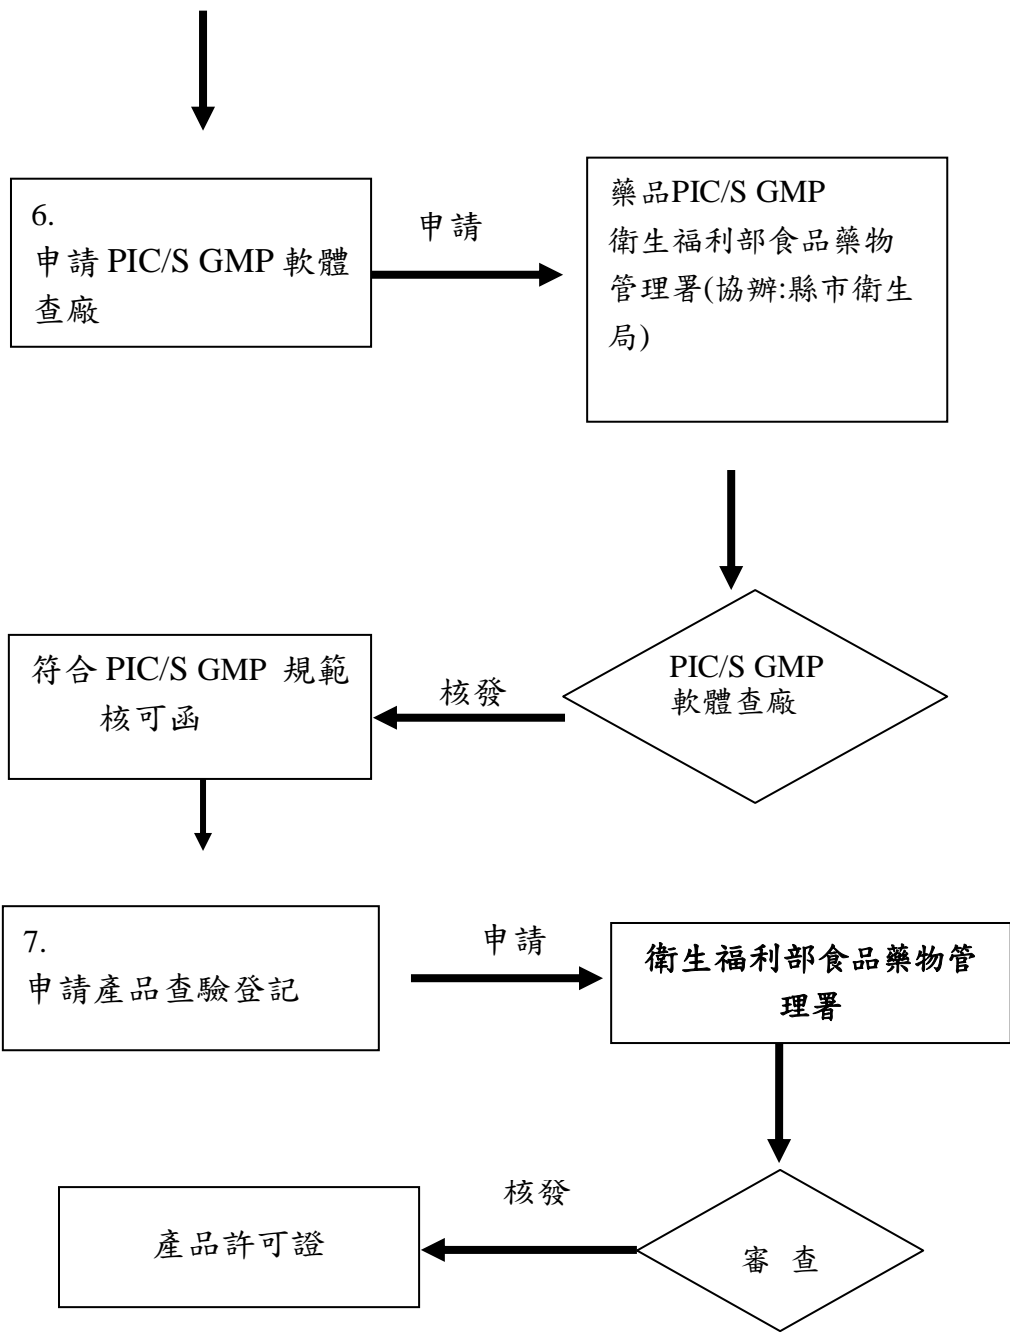 6.
申請 PIC/S GMP 軟體
查廠
申請
藥品PIC/S GMP
衛生福利部食品藥物
管理署(協辦:縣市衛生
局)
PIC/S GMP
軟體查廠
核發
符合 PIC/S GMP 規範
核可函
7.
申請產品查驗登記
申請
衛生福利部食品藥物管
理署
審 查
核發
產品許可證